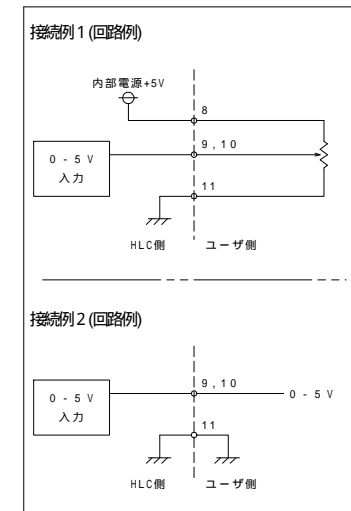 接続例1(回路例)
内部電源+5V
8
9,10
0-5V
入力
11
HLC側 ユーザ側
接続例2(回路例)
9,10
0-5V
0-5V
入力
11
HLC側 ユーザ側